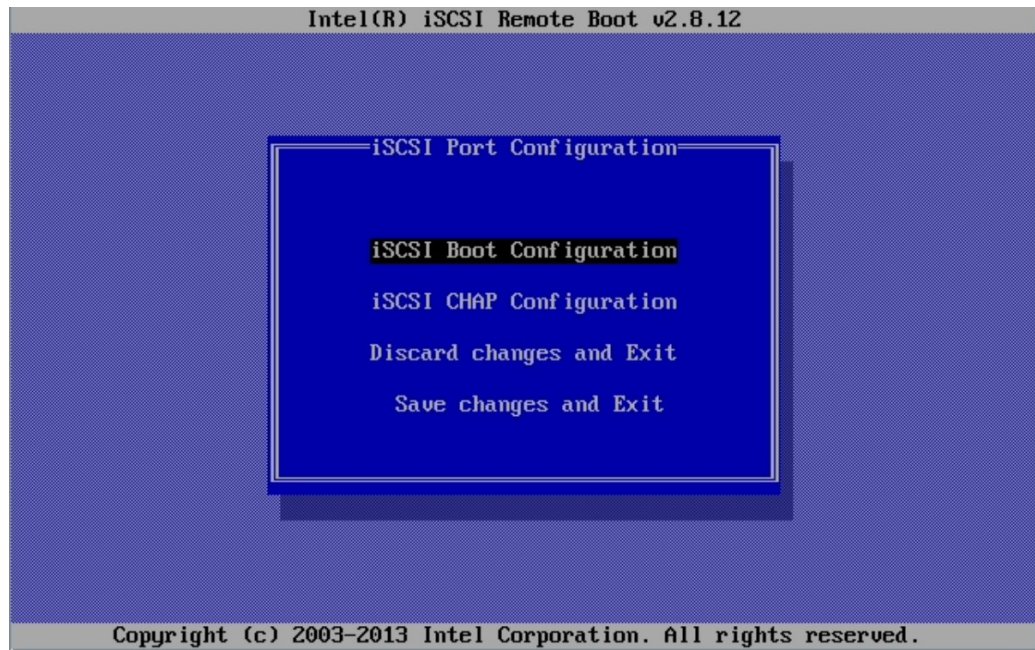 Intel(R) iSCSI Remote Boot v2.8.12
iSCSI Port Configuration
iSCSI Boot Configuration
iSCSI CHAP Configuration
Discard changes and Exit
Save changes and Exit
Copyright (c) 2003-2013 Intel Corporation. All rights reserved.